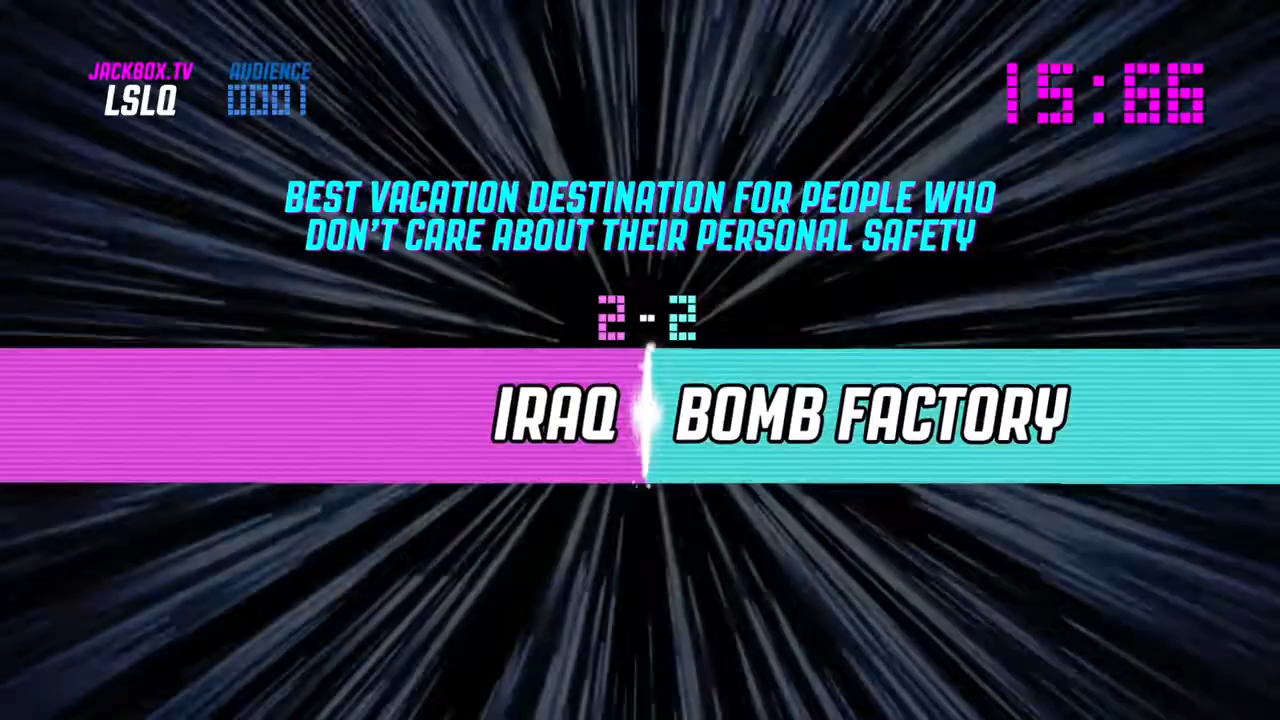 JACKBOX.TV
LSLQ
AUDIENCE
0001
15:66
BEST VACATION DESTINATION FOR PEOPLE WHO
DON'T CARE ABOUT THEIR PERSONAL SAFETY
2-2
IRAQ
BOMB FACTORY